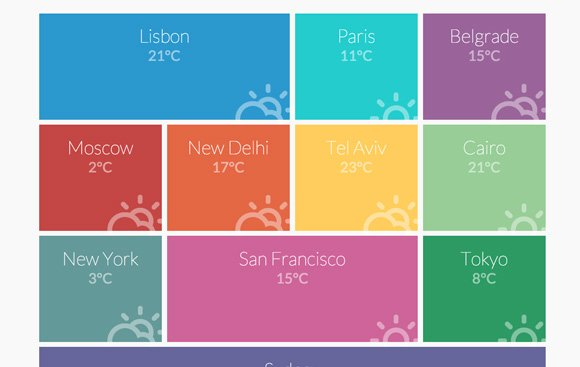 Lisbon
21°C
Paris
11°C
Belgrade
15°C
Moscow
2°C
New Delhi
17°C
Tel Aviv
23°C
Cairo
21°C
New York
3°C
San Francisco
15°C
Tokyo
8°C